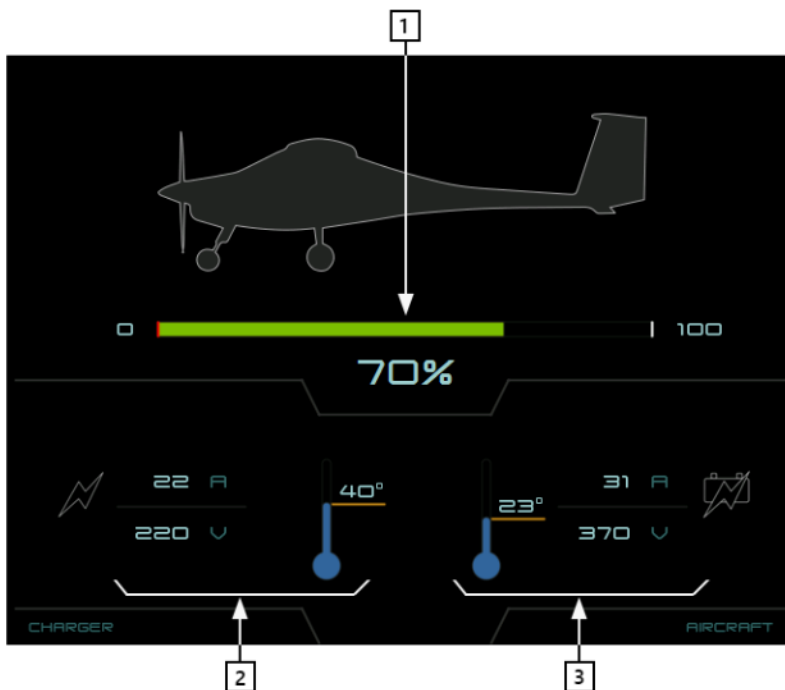 1
0 100
70%
22 A
40°
220 V
23°
31 A
370 V
CHARGER
AIRCRAFT
2
3